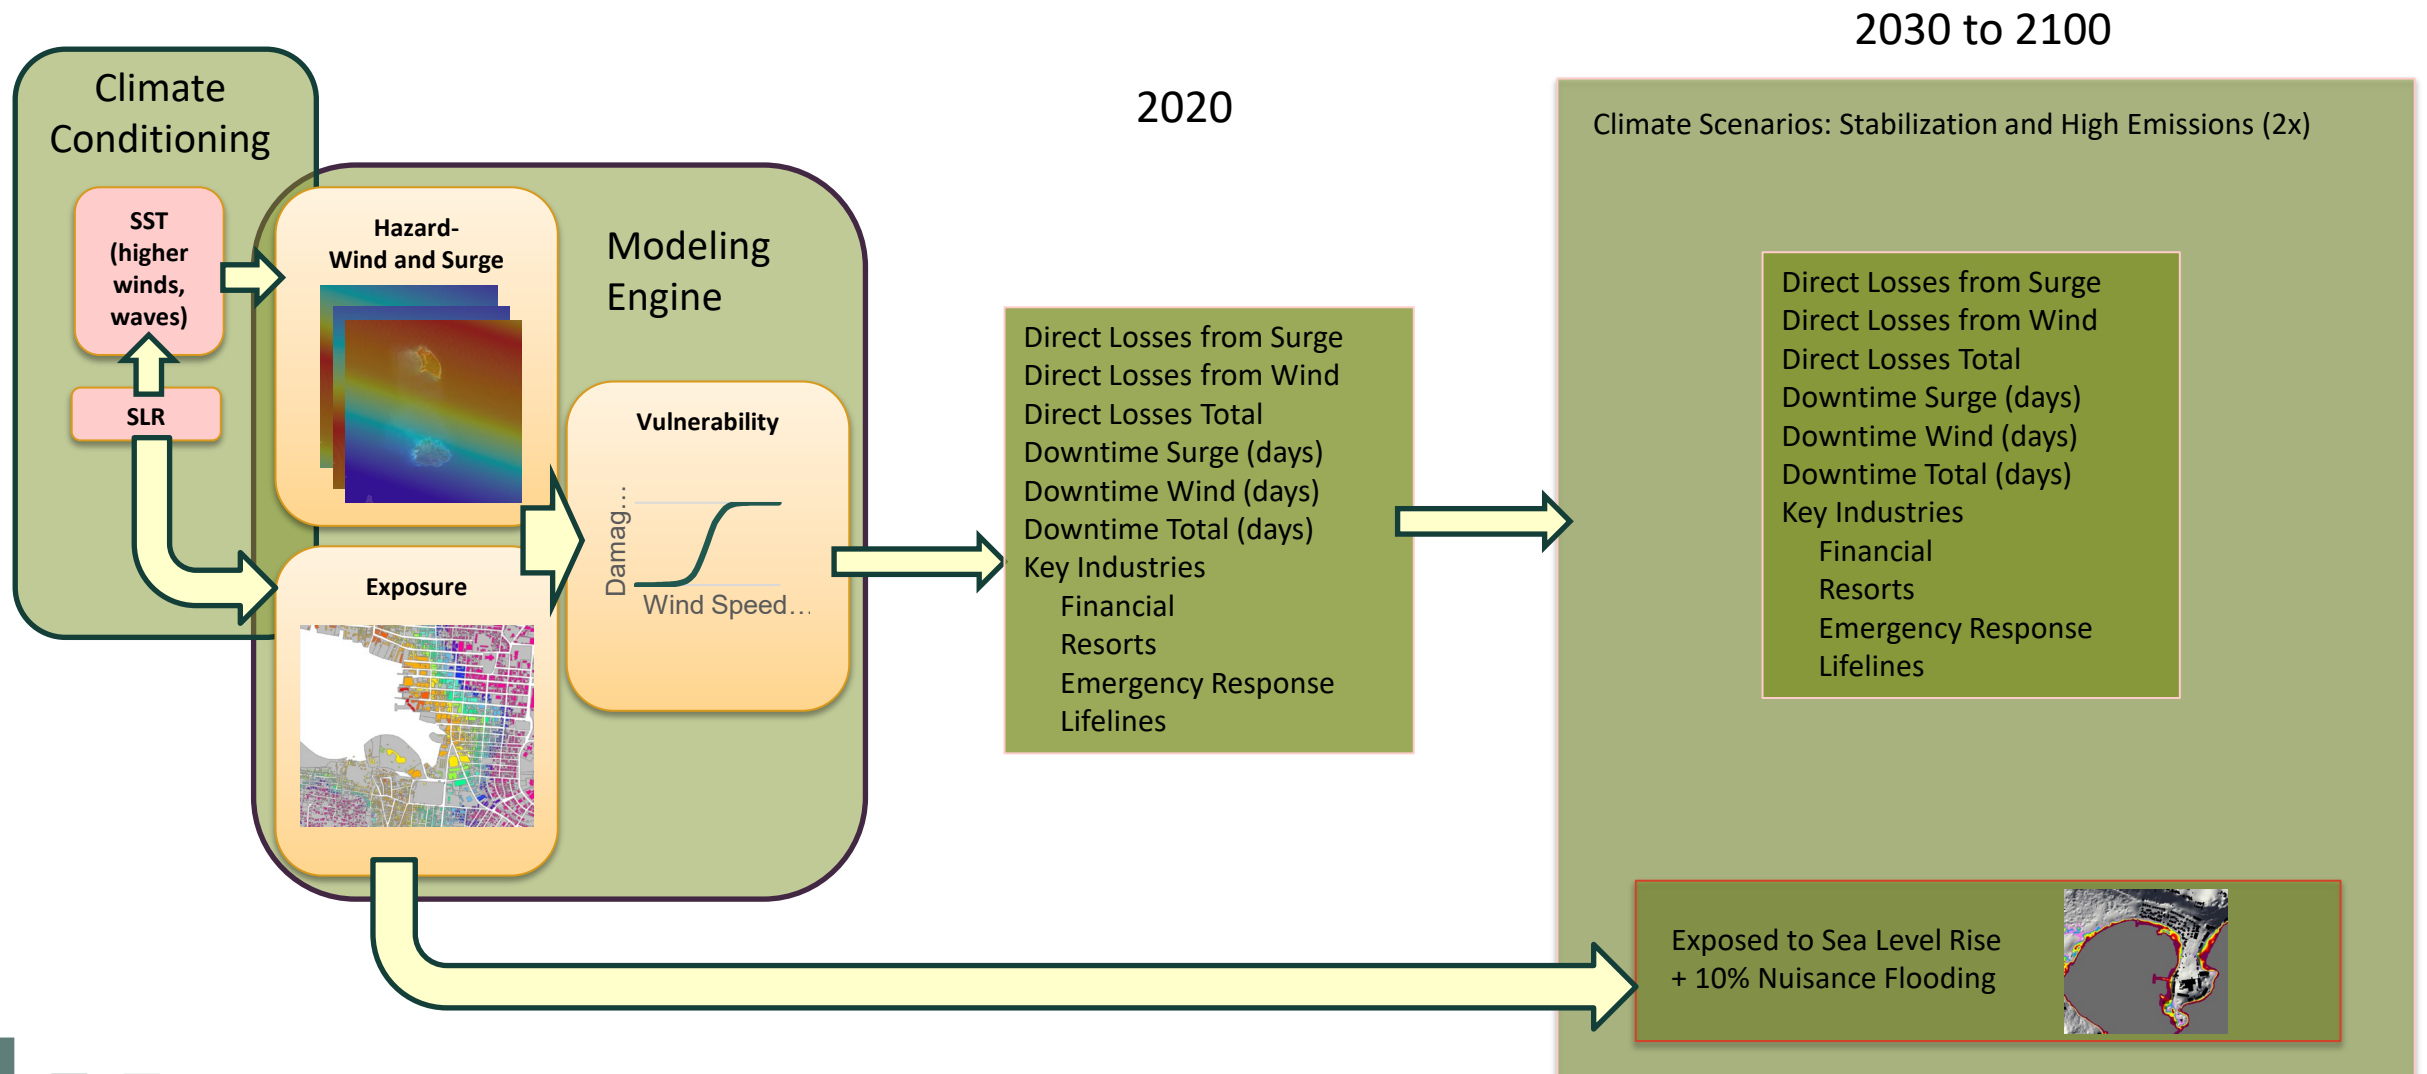 2030 to 2100
2020
Climate
Conditioning
SST
(higher
winds,
waves)
SLR
Hazard-
Wind and Surge
Modeling
Engine
Vulnerability
Damag...
Wind Speed...
Exposure
Direct Losses from Surge
Direct Losses from Wind
Direct Losses Total
Downtime Surge (days)
Downtime Wind (days)
Downtime Total (days)
Key Industries
Financial
Resorts
Emergency Response
Lifelines
Climate Scenarios: Stabilization and High Emissions (2x)
Direct Losses from Surge
Direct Losses from Wind
Direct Losses Total
Downtime Surge (days)
Downtime Wind (days)
Downtime Total (days)
Key Industries
Financial
Resorts
Emergency Response
Lifelines
Exposed to Sea Level Rise
+ 10% Nuisance Flooding